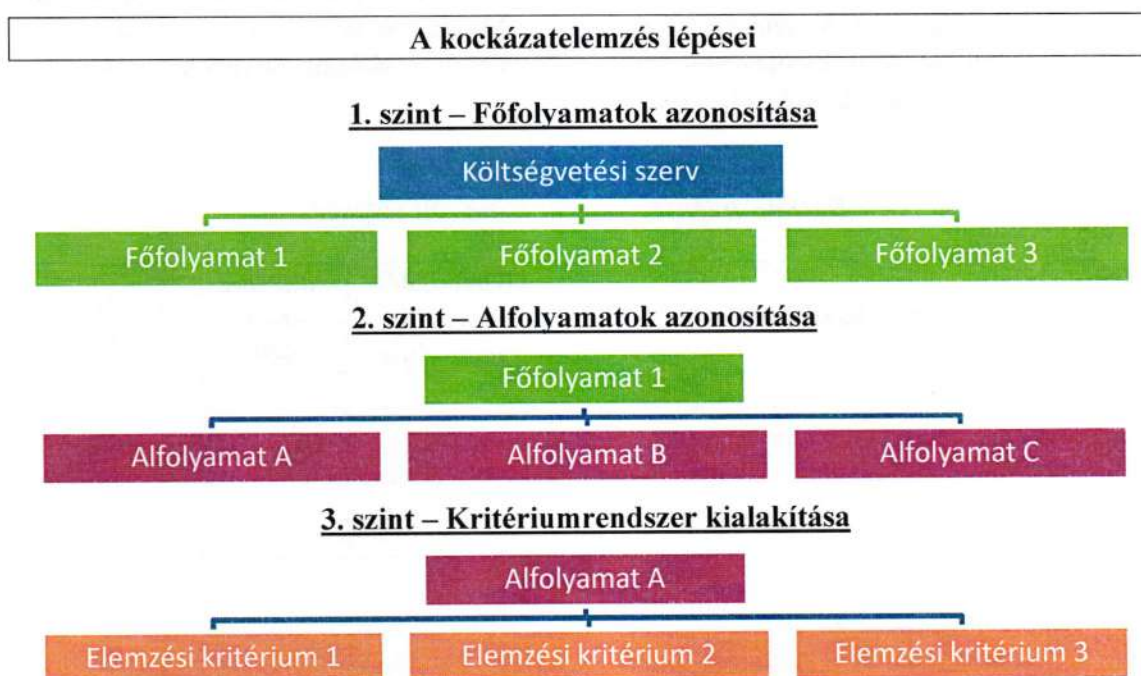 A kockázatelemzés lépései
1. szint – Főfolyamatok azonosítása
Költségvetési szerv
Főfolyamat 1 Főfolyamat 2 Főfolyamat 3
2. szint – Alfolyamatok azonosítása
Főfolyamat 1
Alfolyamat A Alfolyamat B Alfolyamat C
3. szint – Kritériumrendszer kialakítása
Alfolyamat A
Elemzési kritérium 1 Elemzési kritérium 2 Elemzési kritérium 3